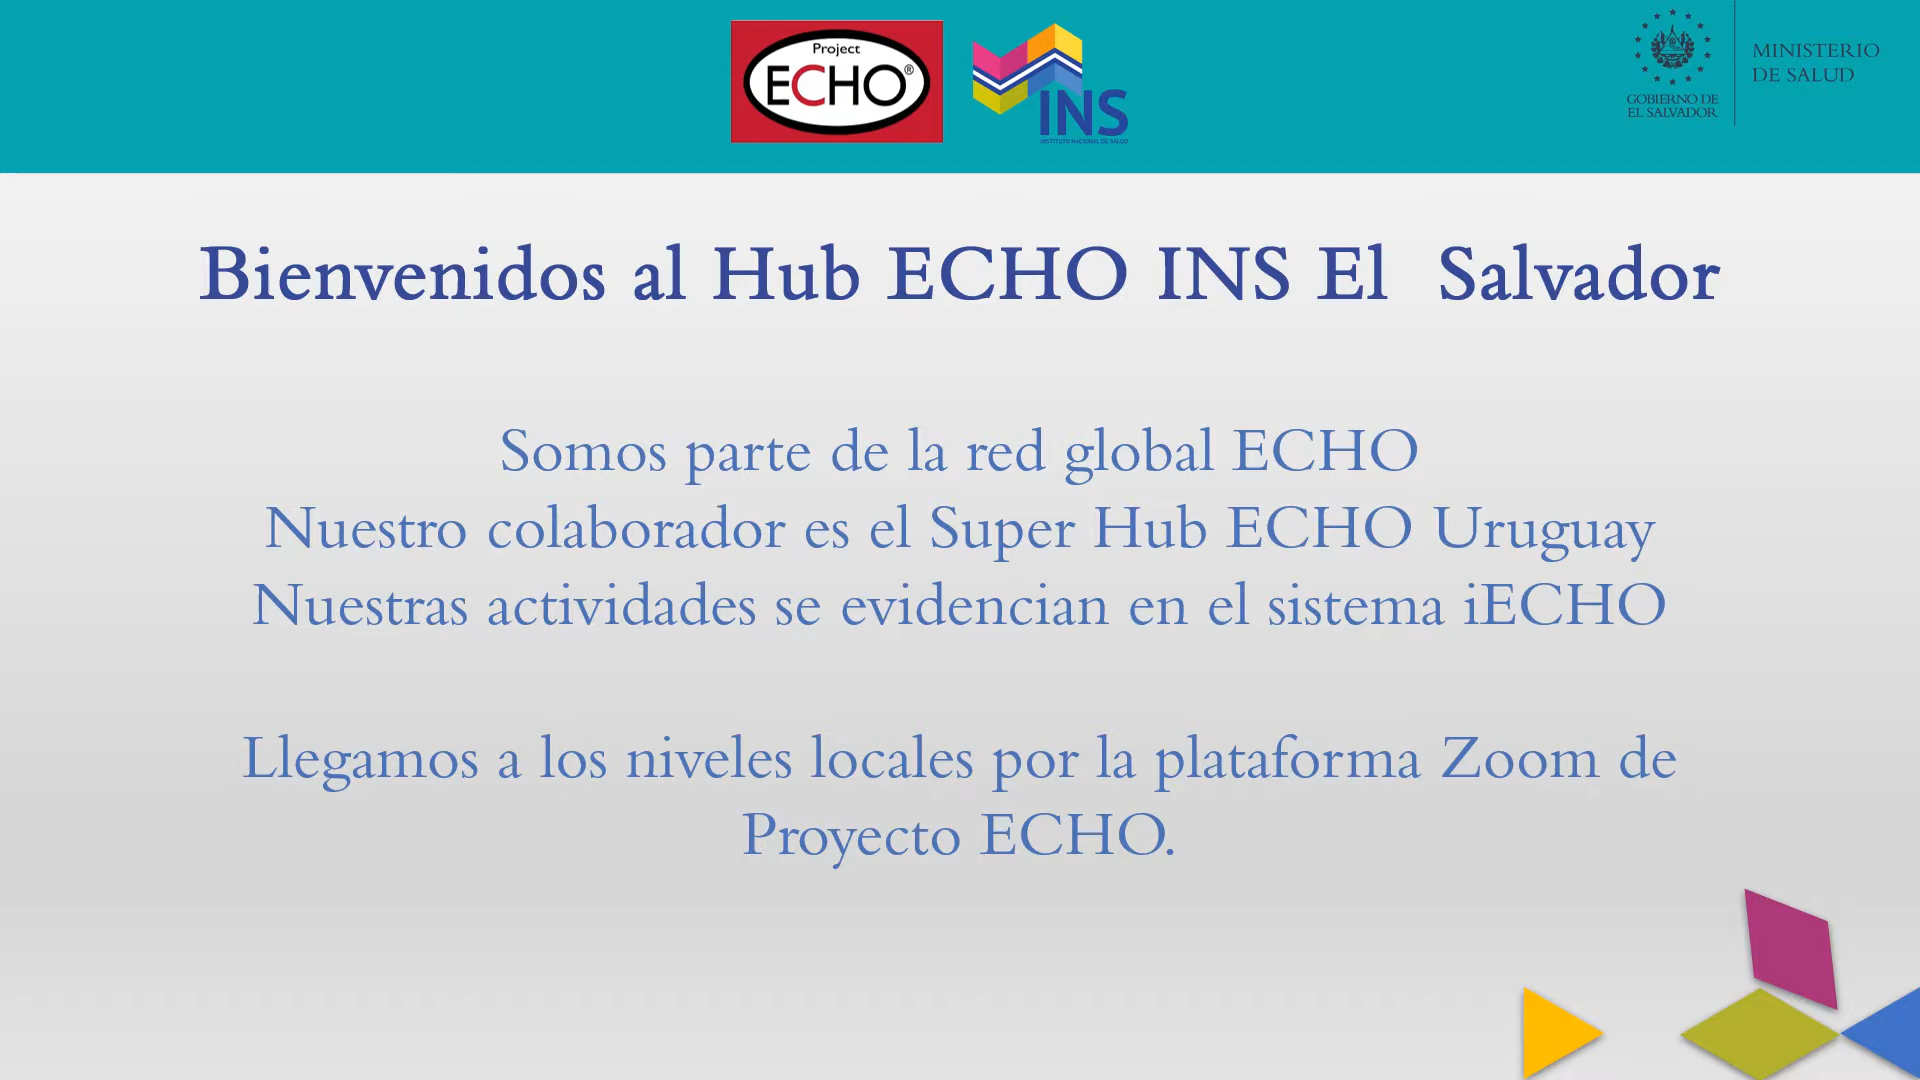 Project
ECHO®
INS
INSTITUTO NACIONAL DE SALUD
GOBIERNO DE
EL SALVADOR
MINISTERIO
DE SALUD
Bienvenidos al Hub ECHO INS El Salvador
Somos parte de la red global ECHO
Nuestro colaborador es el Super Hub ECHO Uruguay
Nuestras actividades se evidencian en el sistema iECHO
Llegamos a los niveles locales por la plataforma Zoom de
Proyecto ECHO.